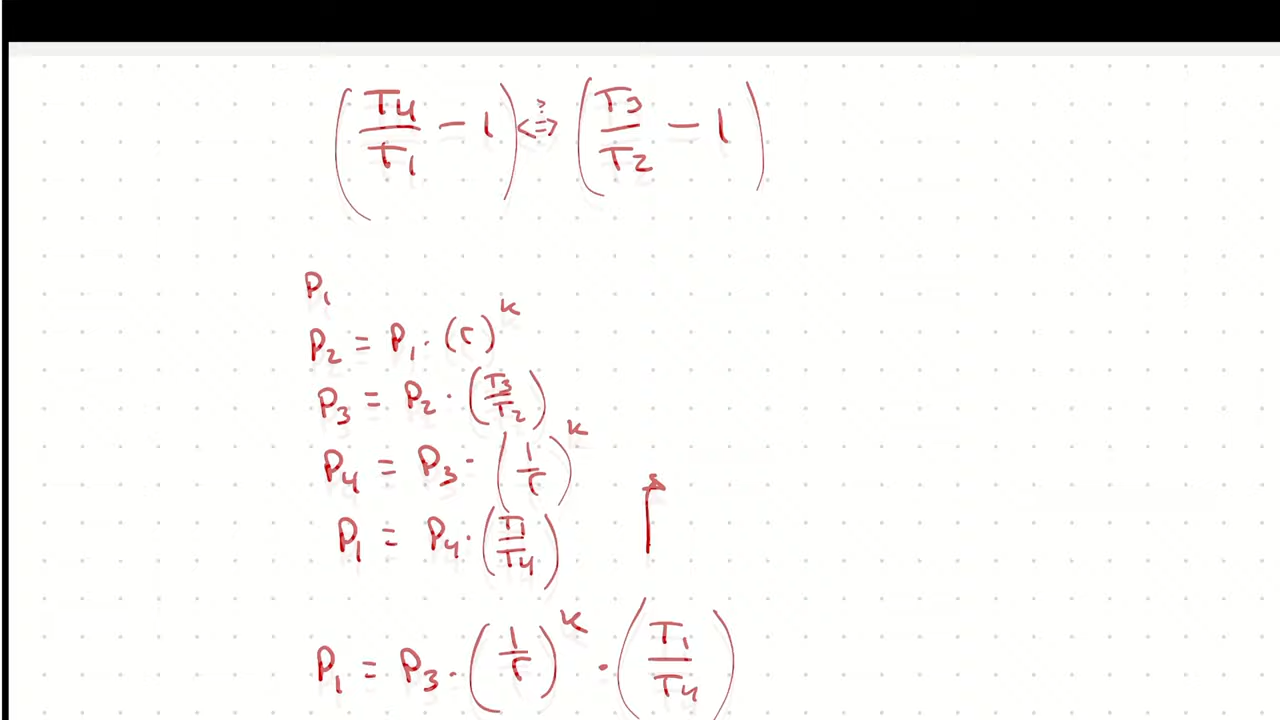 (T4/T1 - 1) <=>? (T3/T2 - 1)
P1
P2 = P1 · (r)^k
P3 = P2 · (T3/T2)
P4 = P3 · (1/r)^k
P1 = P4 · (T1/T4)
P1 = P3 · (1/r)^k · (T1/T4)